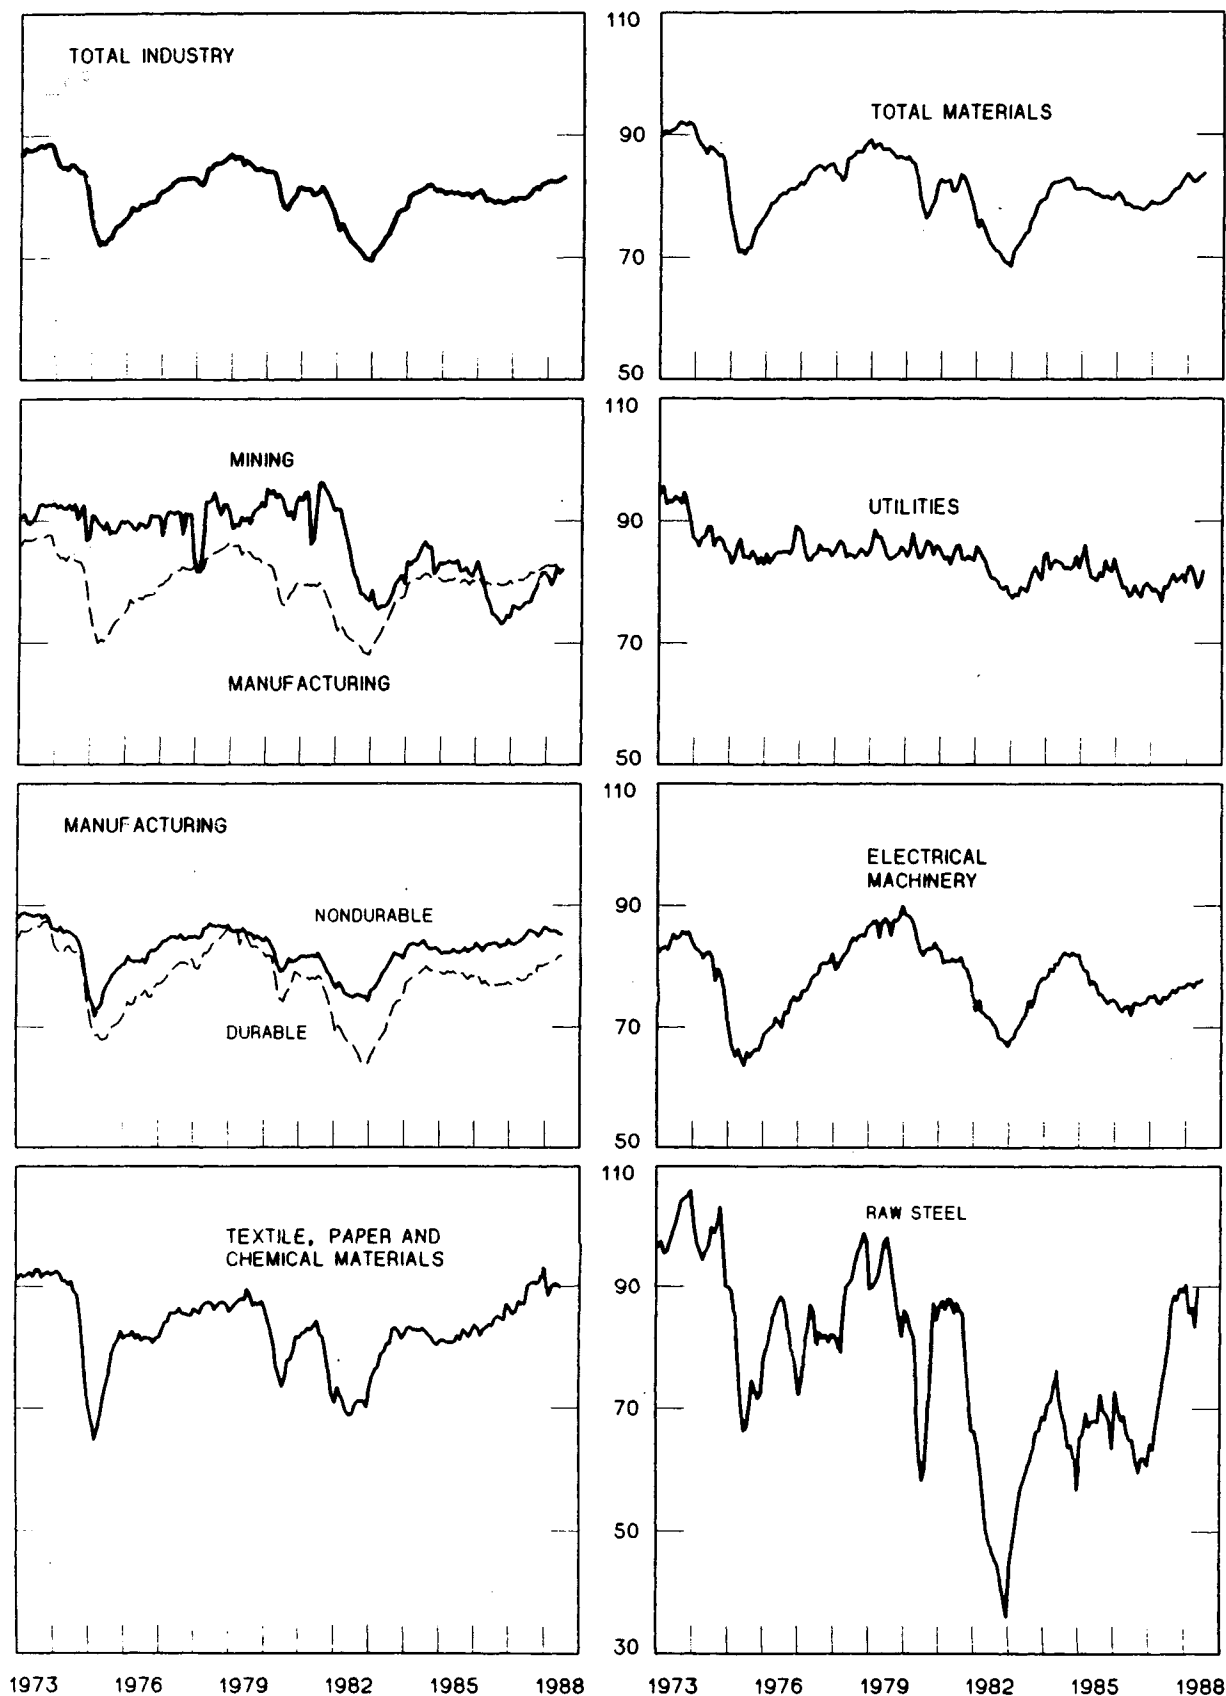 TOTAL INDUSTRY
110
TOTAL MATERIALS
90
70
50
MINING
MANUFACTURING
110
UTILITIES
90
70
50
MANUFACTURING
NONDURABLE
DURABLE
110
ELECTRICAL
MACHINERY
90
70
50
TEXTILE, PAPER AND
CHEMICAL MATERIALS
110
RAW STEEL
90
70
50
30
1973 1976 1979 1982 1985 1988
1973 1976 1979 1982 1985 1988